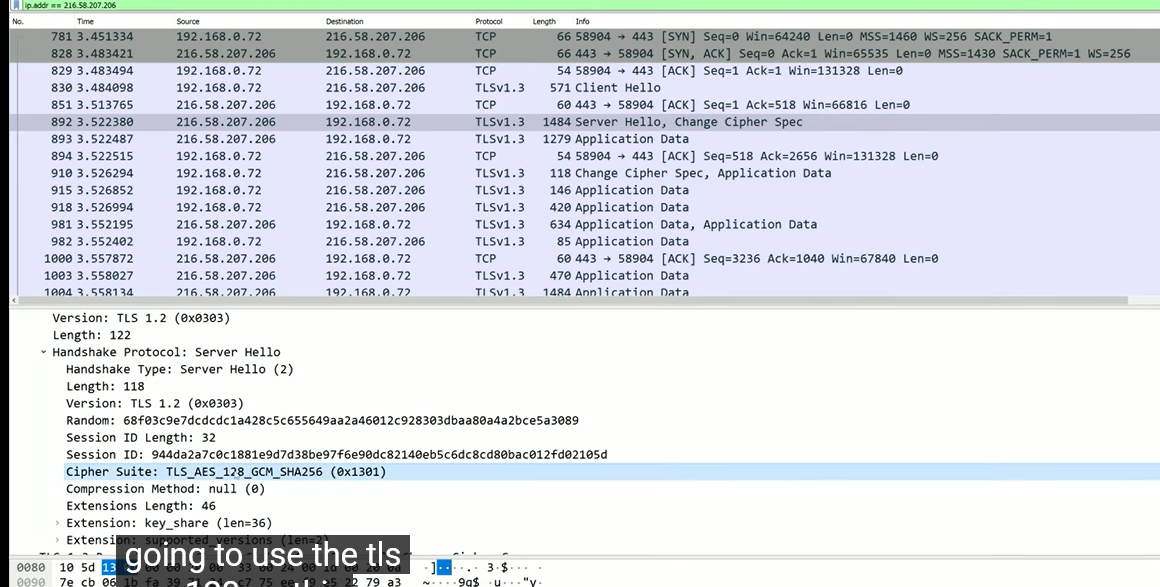 ip.addr == 216.58.207.206
No. Time Source Destination Protocol Length Info
781 3.451334 192.168.0.72 216.58.207.206 TCP 66 58904 → 443 [SYN] Seq=0 Win=64240 Len=0 MSS=1460 WS=256 SACK_PERM=1
828 3.483421 216.58.207.206 192.168.0.72 TCP 66 443 → 58904 [SYN, ACK] Seq=0 Ack=1 Win=65535 Len=0 MSS=1430 SACK_PERM=1 WS=256
829 3.483494 192.168.0.72 216.58.207.206 TCP 54 58904 → 443 [ACK] Seq=1 Ack=1 Win=131328 Len=0
830 3.484098 192.168.0.72 216.58.207.206 TLSv1.3 571 Client Hello
851 3.513765 216.58.207.206 192.168.0.72 TCP 60 443 → 58904 [ACK] Seq=1 Ack=518 Win=66816 Len=0
892 3.522380 216.58.207.206 192.168.0.72 TLSv1.3 1484 Server Hello, Change Cipher Spec
893 3.522487 216.58.207.206 192.168.0.72 TLSv1.3 1279 Application Data
894 3.522515 192.168.0.72 216.58.207.206 TCP 54 58904 → 443 [ACK] Seq=518 Ack=2656 Win=131328 Len=0
910 3.526294 192.168.0.72 216.58.207.206 TLSv1.3 118 Change Cipher Spec, Application Data
915 3.526852 192.168.0.72 216.58.207.206 TLSv1.3 146 Application Data
918 3.526994 192.168.0.72 216.58.207.206 TLSv1.3 420 Application Data
981 3.552195 216.58.207.206 192.168.0.72 TLSv1.3 634 Application Data, Application Data
982 3.552402 192.168.0.72 216.58.207.206 TLSv1.3 85 Application Data
1000 3.557872 216.58.207.206 192.168.0.72 TCP 60 443 → 58904 [ACK] Seq=3236 Ack=1040 Win=67840 Len=0
1003 3.558027 216.58.207.206 192.168.0.72 TLSv1.3 470 Application Data
1004 3.558134 216.58.207.206 192.168.0.72 TLSv1.3 1484 Application Data
Version: TLS 1.2 (0x0303)
Length: 122
Handshake Protocol: Server Hello
Handshake Type: Server Hello (2)
Length: 118
Version: TLS 1.2 (0x0303)
Random: 68f03c9e7dcdcdc1a428c5c655649aa2a46012c928303dbaa80a4a2bce5a3089
Session ID Length: 32
Session ID: 944da2a7c0c1881e9d7d38be97f6e90dc82140eb5c6dc8cd80bac012fd02105d
Cipher Suite: TLS_AES_128_GCM_SHA256 (0x1301)
Compression Method: null (0)
Extensions Length: 46
Extension: key_share (len=36)
Extension: supported_versions (len=2)
going to use the tls
0080 10 5d 13
0090 7e cb 06